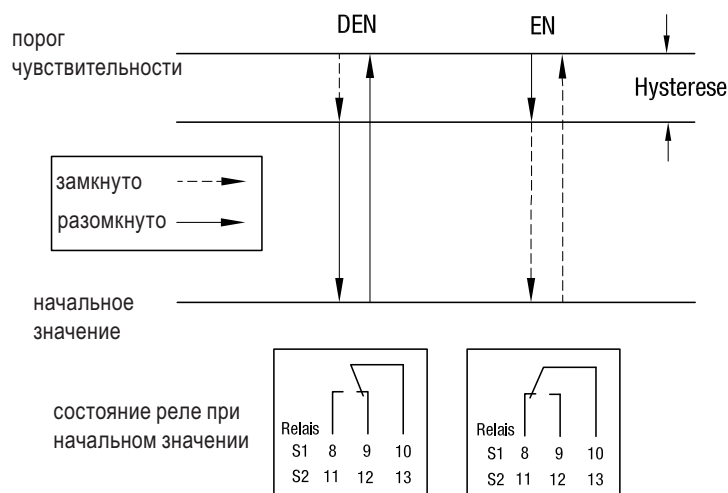 DEN
EN
порог
чувствительности
Hysterese
замкнуто
разомкнуто
начальное
значение
состояние реле при
начальном значении
Relais
S1 8 9 10
S2 11 12 13
Relais
S1 8 9 10
S2 11 12 13